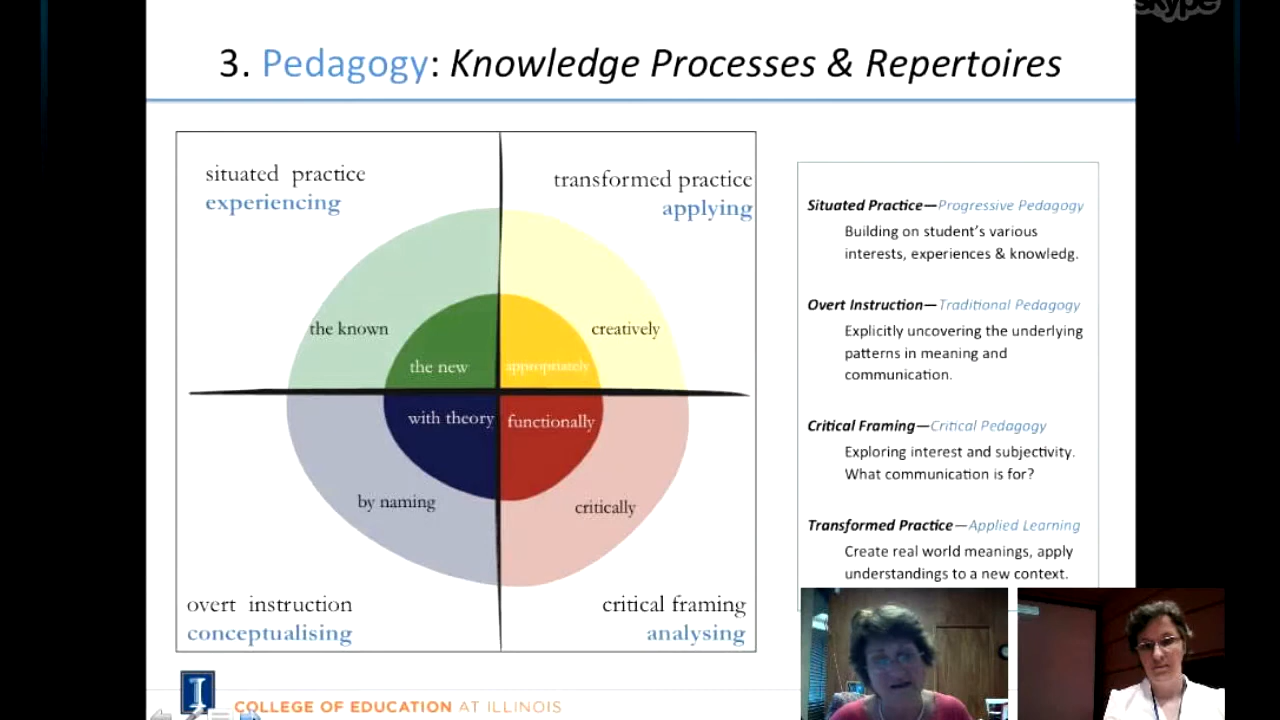 skype
3. Pedagogy: Knowledge Processes & Repertoires
situated practice
experiencing
transformed practice
applying
the known
the new
appropriately
creatively
with theory
functionally
by naming
critically
overt instruction
conceptualising
critical framing
analysing
Situated Practice—Progressive Pedagogy
Building on student's various
interests, experiences & knowledg.
Overt Instruction—Traditional Pedagogy
Explicitly uncovering the underlying
patterns in meaning and
communication.
Critical Framing—Critical Pedagogy
Exploring interest and subjectivity.
What communication is for?
Transformed Practice—Applied Learning
Create real world meanings, apply
understandings to a new context.
I
COLLEGE OF EDUCATION AT ILLINOIS